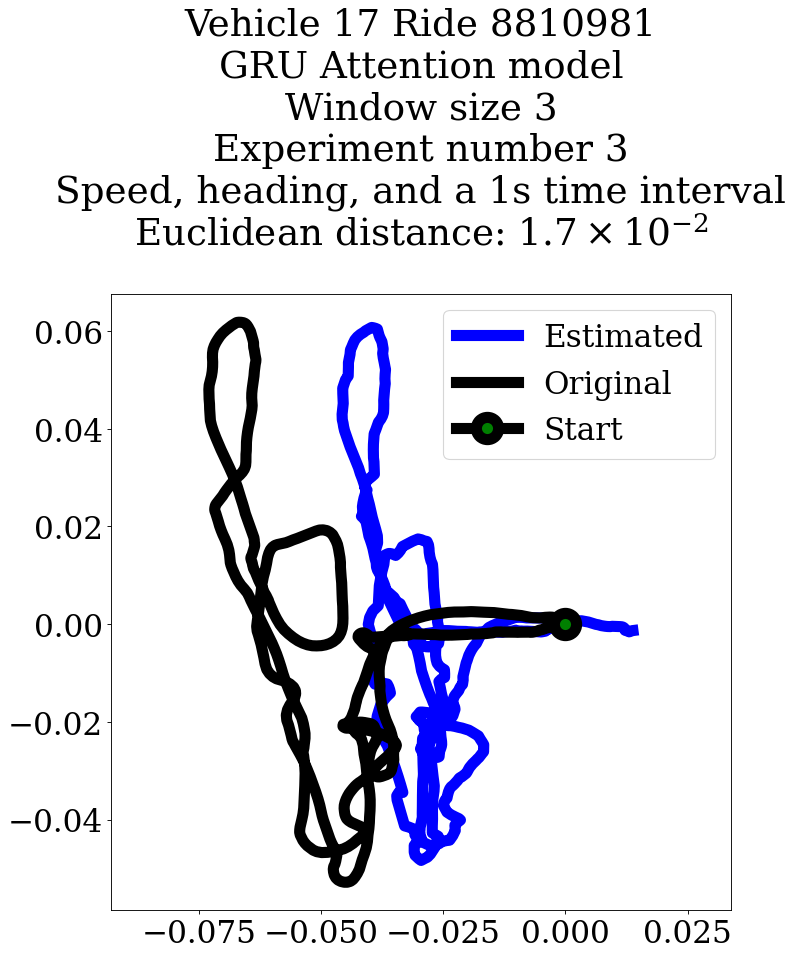 Vehicle 17 Ride 8810981
GRU Attention model
Window size 3
Experiment number 3
Speed, heading, and a 1s time interval
Euclidean distance: 1.7 × 10⁻²
Estimated
Original
Start
0.06
0.04
0.02
0.00
−0.02
−0.04
−0.075 −0.050 −0.025 0.000 0.025